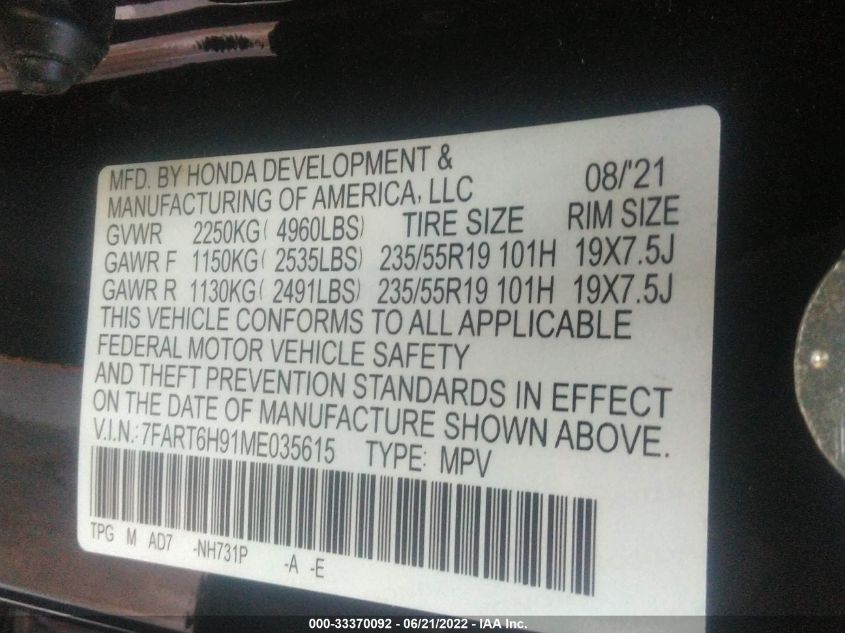 MFD. BY HONDA DEVELOPMENT & 08/'21
MANUFACTURING OF AMERICA, LLC
GVWR 2250KG( 4960LBS) TIRE SIZE RIM SIZE
GAWR F 1150KG( 2535LBS) 235/55R19 101H 19X7.5J
GAWR R 1130KG( 2491LBS) 235/55R19 101H 19X7.5J
THIS VEHICLE CONFORMS TO ALL APPLICABLE
FEDERAL MOTOR VEHICLE SAFETY
AND THEFT PREVENTION STANDARDS IN EFFECT
ON THE DATE OF MANUFACTURE SHOWN ABOVE.
V.I.N.: 7FART6H91ME035615 TYPE: MPV
TPG M AD7 -NH731P -A -E
000-33370092 - 06/21/2022 - IAA Inc.